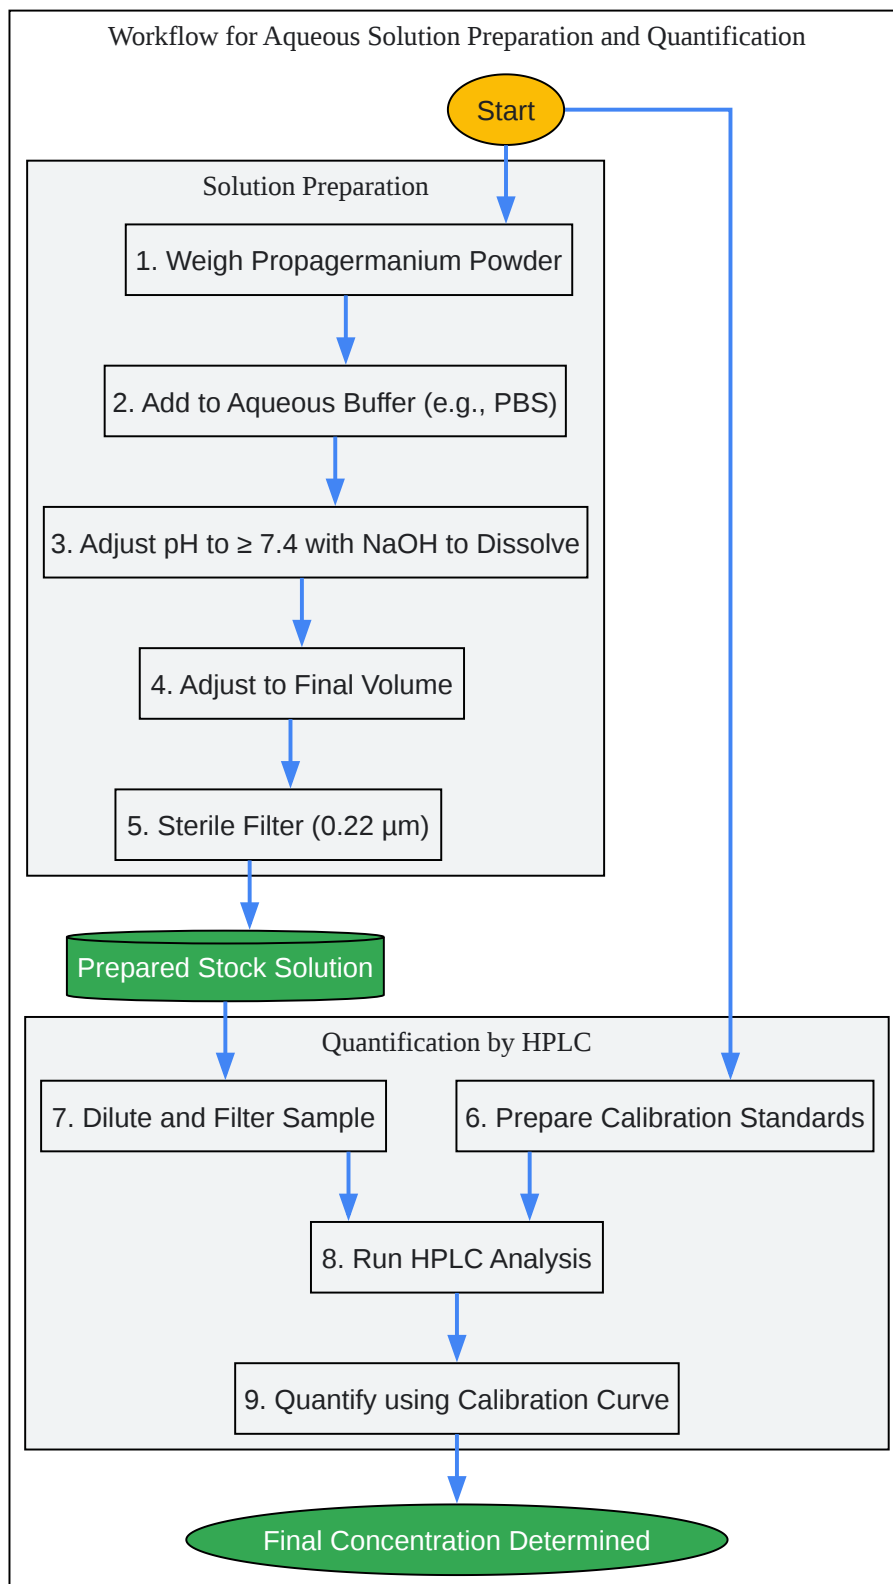 Workflow for Aqueous Solution Preparation and Quantification
Start
Solution Preparation
1. Weigh Propagermanium Powder
2. Add to Aqueous Buffer (e.g., PBS)
3. Adjust pH to ≥ 7.4 with NaOH to Dissolve
4. Adjust to Final Volume
5. Sterile Filter (0.22 µm)
Prepared Stock Solution
Quantification by HPLC
7. Dilute and Filter Sample
6. Prepare Calibration Standards
8. Run HPLC Analysis
9. Quantify using Calibration Curve
Final Concentration Determined